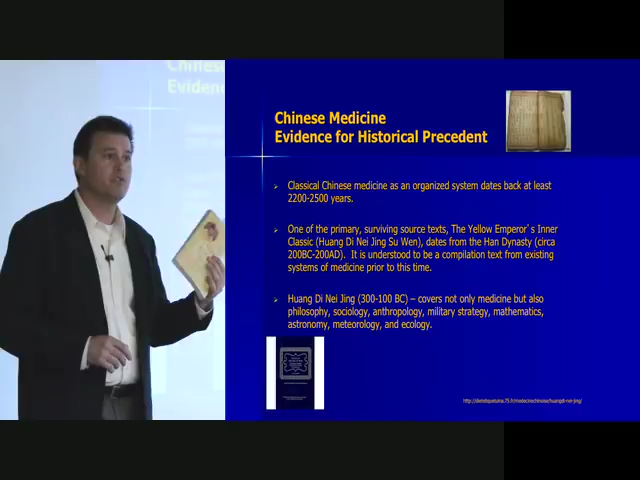 Chinese
Eviden
Chinese Medicine
Evidence for Historical Precedent
Classical Chinese medicine as an organized system dates back at least
2200-2500 years.
One of the primary, surviving source texts, The Yellow Emperor's Inner
Classic (Huang Di Nei Jing Su Wen), dates from the Han Dynasty (circa
200BC-200AD). It is understood to be a compilation text from existing
systems of medicine prior to this time.
Huang Di Nei Jing (300-100 BC) – covers not only medicine but also
philosophy, sociology, anthropology, military strategy, mathematics,
astronomy, meteorology, and ecology.